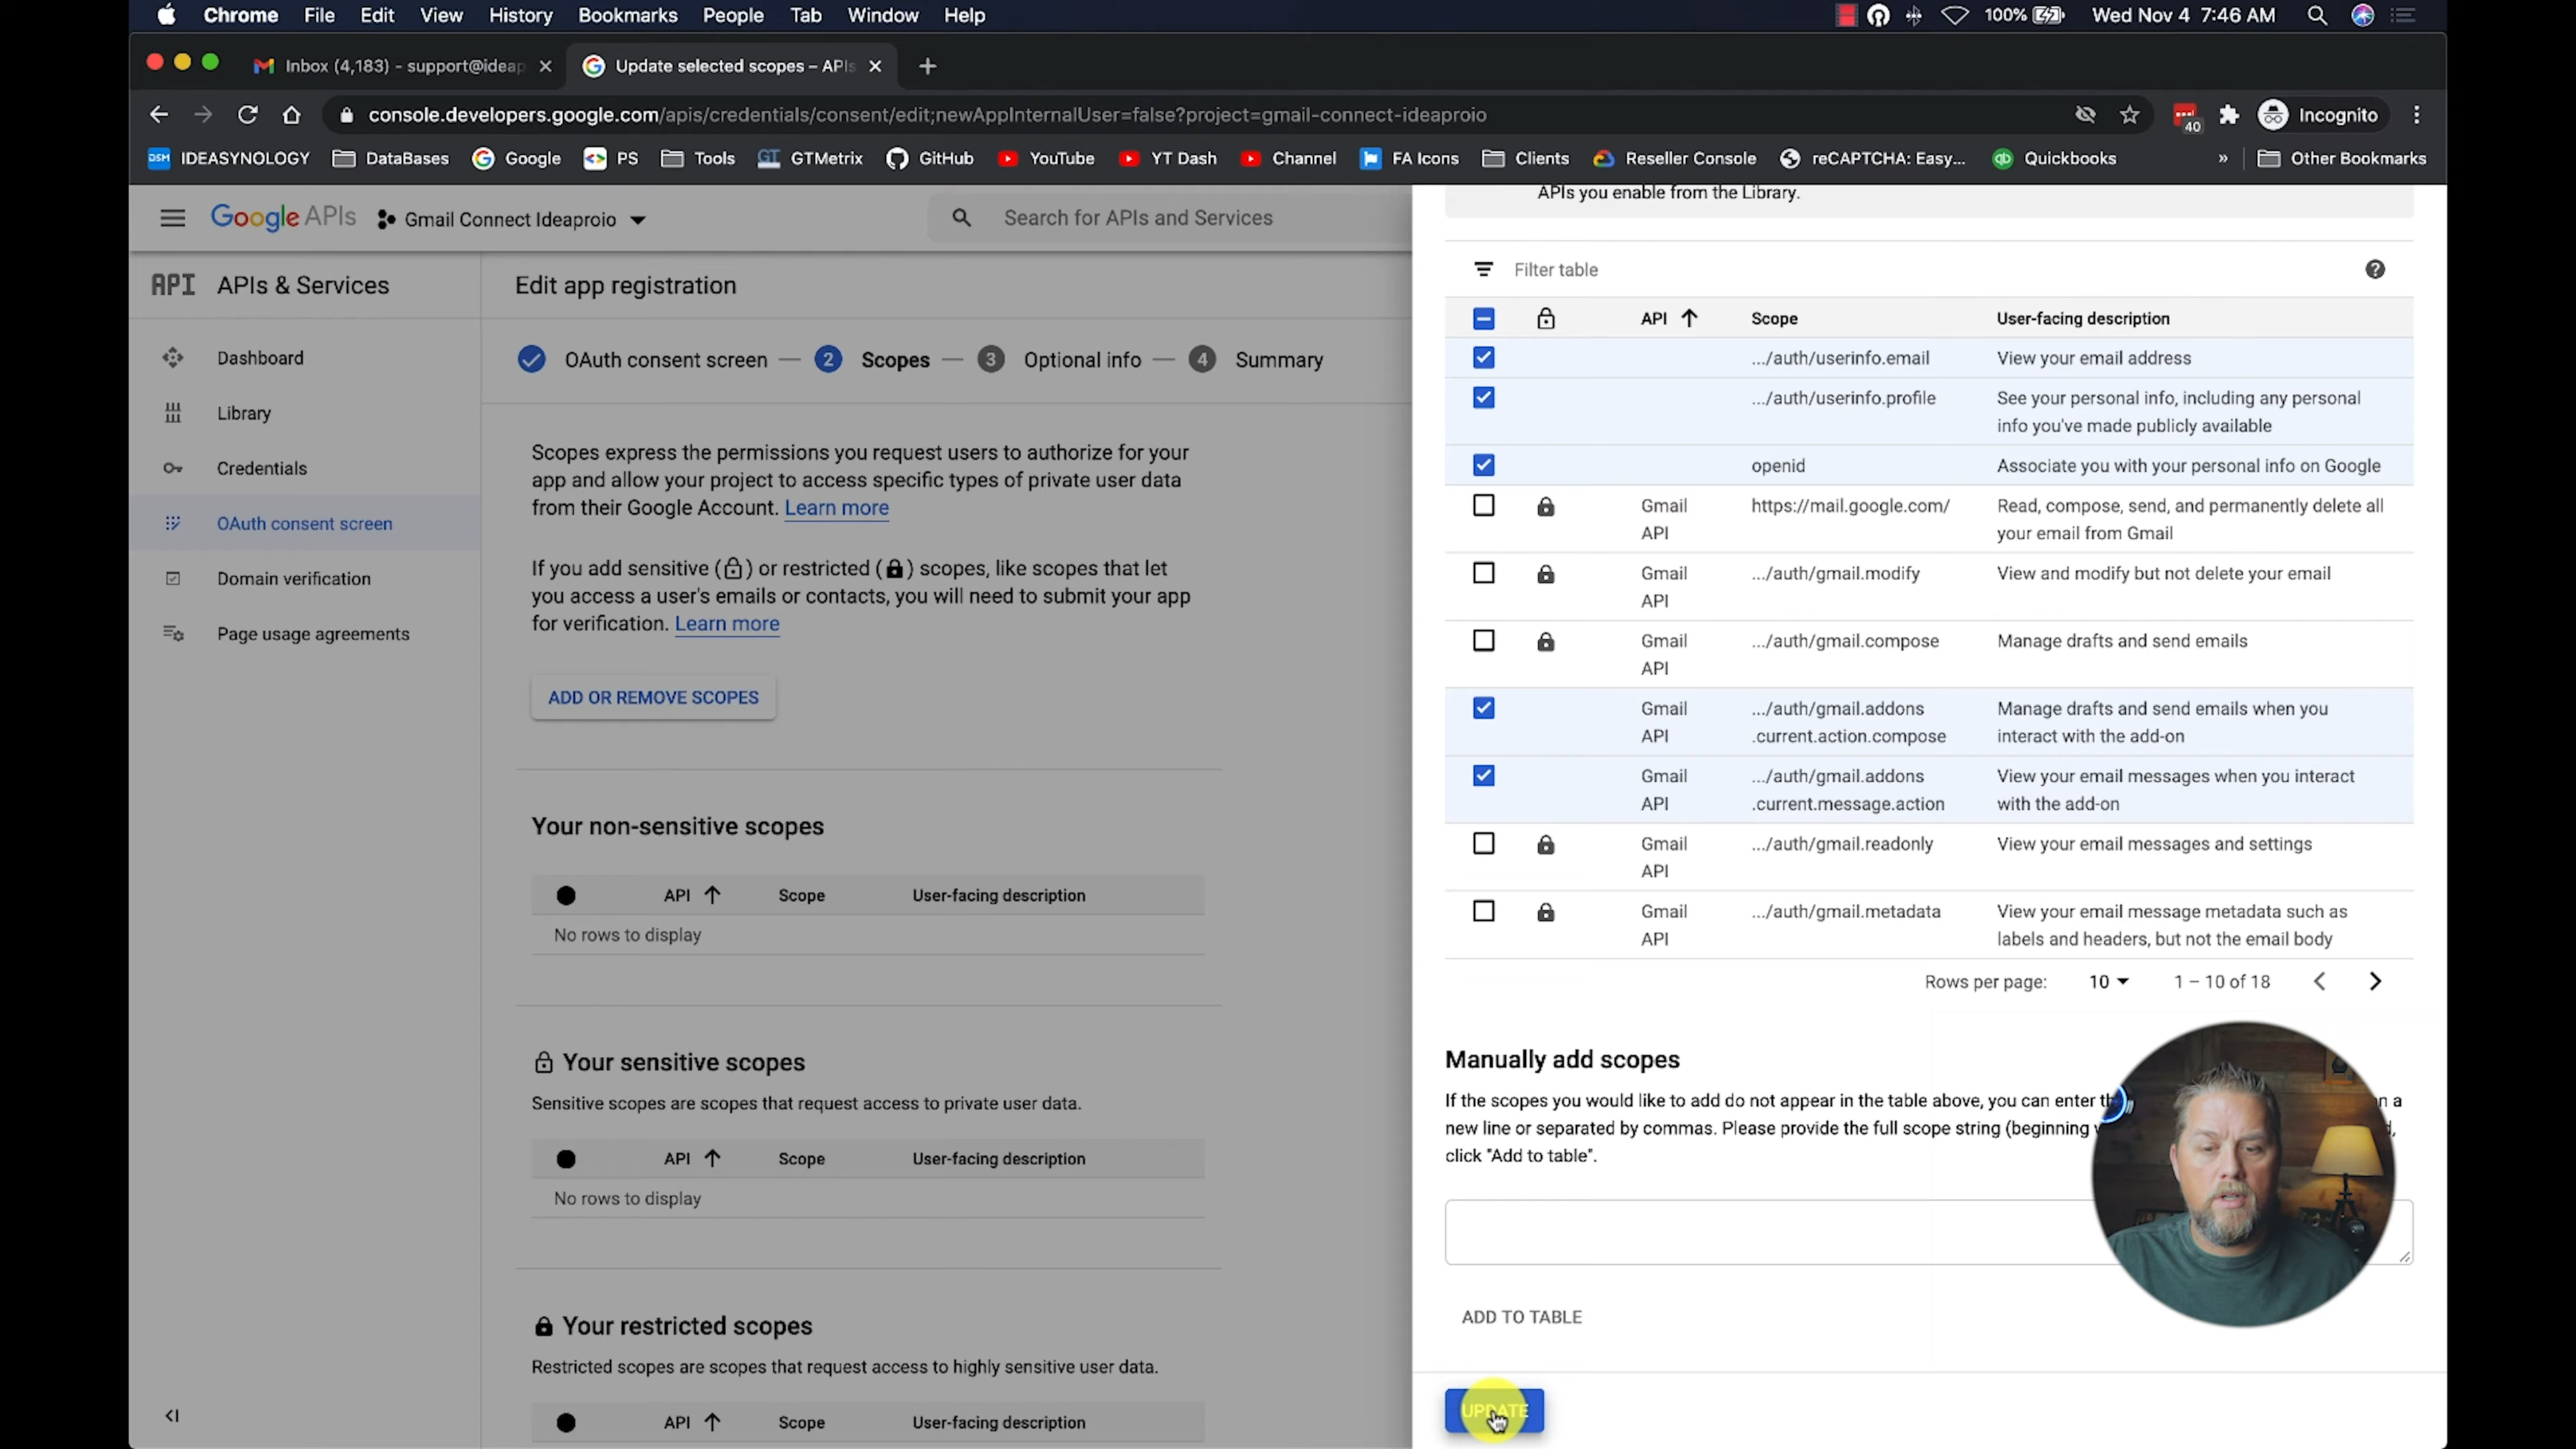 Chrome File Edit View History Bookmarks People Tab Window Help 100% Wed Nov 4 7:46 AM
Inbox (4,183) - support@ideap Update selected scopes – APIs
console.developers.google.com/apis/credentials/consent/edit;newAppInternalUser=false?project=gmail-connect-ideaproio 40 Incognito
DSM IDEASYNOLOGY DataBases Google PS Tools GTMetrix GitHub YouTube YT Dash Channel FA Icons Clients Reseller Console reCAPTCHA: Easy... Quickbooks » Other Bookmarks
Google APIs Gmail Connect Ideaproio Search for APIs and Services
API APIs & Services
Dashboard
Library
Credentials
OAuth consent screen
Domain verification
Page usage agreements
Edit app registration
OAuth consent screen — 2 Scopes — 3 Optional info — 4 Summary
Scopes express the permissions you request users to authorize for your
app and allow your project to access specific types of private user data
from their Google Account. Learn more
If you add sensitive () or restricted () scopes, like scopes that let
you access a user's emails or contacts, you will need to submit your app
for verification. Learn more
ADD OR REMOVE SCOPES
Your non-sensitive scopes
API Scope User-facing description
No rows to display
Your sensitive scopes
Sensitive scopes are scopes that request access to private user data.
API Scope User-facing description
No rows to display
Your restricted scopes
Restricted scopes are scopes that request access to highly sensitive user data.
API Scope User-facing description
APIs you enable from the Library.
Filter table
API Scope User-facing description
.../auth/userinfo.email View your email address
.../auth/userinfo.profile See your personal info, including any personal
info you've made publicly available
openid Associate you with your personal info on Google
Gmail https://mail.google.com/ Read, compose, send, and permanently delete all
API your email from Gmail
Gmail .../auth/gmail.modify View and modify but not delete your email
API
Gmail .../auth/gmail.compose Manage drafts and send emails
API
Gmail .../auth/gmail.addons Manage drafts and send emails when you
API .current.action.compose interact with the add-on
Gmail .../auth/gmail.addons View your email messages when you interact
API .current.message.action with the add-on
Gmail .../auth/gmail.readonly View your email messages and settings
API
Gmail .../auth/gmail.metadata View your email message metadata such as
API labels and headers, but not the email body
Rows per page: 10 1 – 10 of 18
Manually add scopes
If the scopes you would like to add do not appear in the table above, you can enter a
new line or separated by commas. Please provide the full scope string (beginning
click "Add to table".
ADD TO TABLE
UPDATE